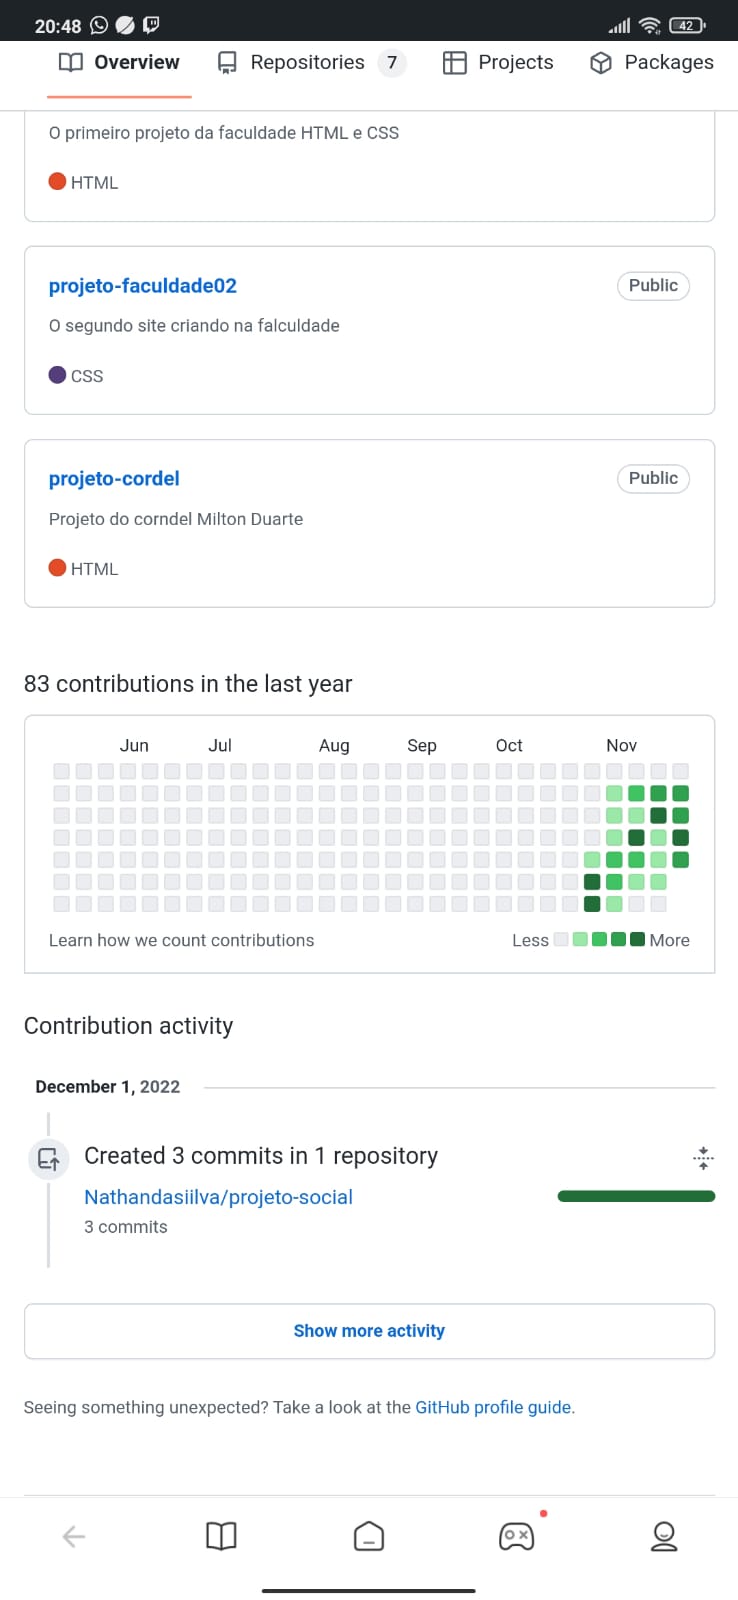 20:48
42
Overview
Repositories 7
Projects
Packages
O primeiro projeto da faculdade HTML e CSS
HTML
projeto-faculdade02
Public
O segundo site criando na falculdade
CSS
projeto-cordel
Public
Projeto do corndel Milton Duarte
HTML
83 contributions in the last year
Jun Jul Aug Sep Oct Nov
Learn how we count contributions
Less
More
Contribution activity
December 1, 2022
Created 3 commits in 1 repository
Nathandasiilva/projeto-social
3 commits
Show more activity
Seeing something unexpected? Take a look at the GitHub profile guide.